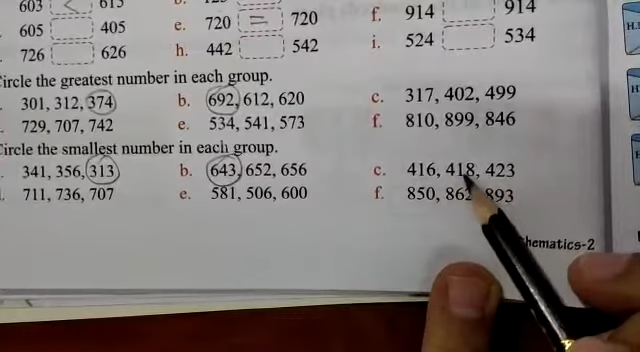 603 < 615
605 405 e. 720 = 720 f. 914 914
726 626 h. 442 542 i. 524 534
Circle the greatest number in each group.
301, 312, 374 b. 692, 612, 620 c. 317, 402, 499
729, 707, 742 e. 534, 541, 573 f. 810, 899, 846
Circle the smallest number in each group.
341, 356, 313 b. 643, 652, 656 c. 416, 418, 423
711, 736, 707 e. 581, 506, 600 f. 850, 862 893
hematics-2